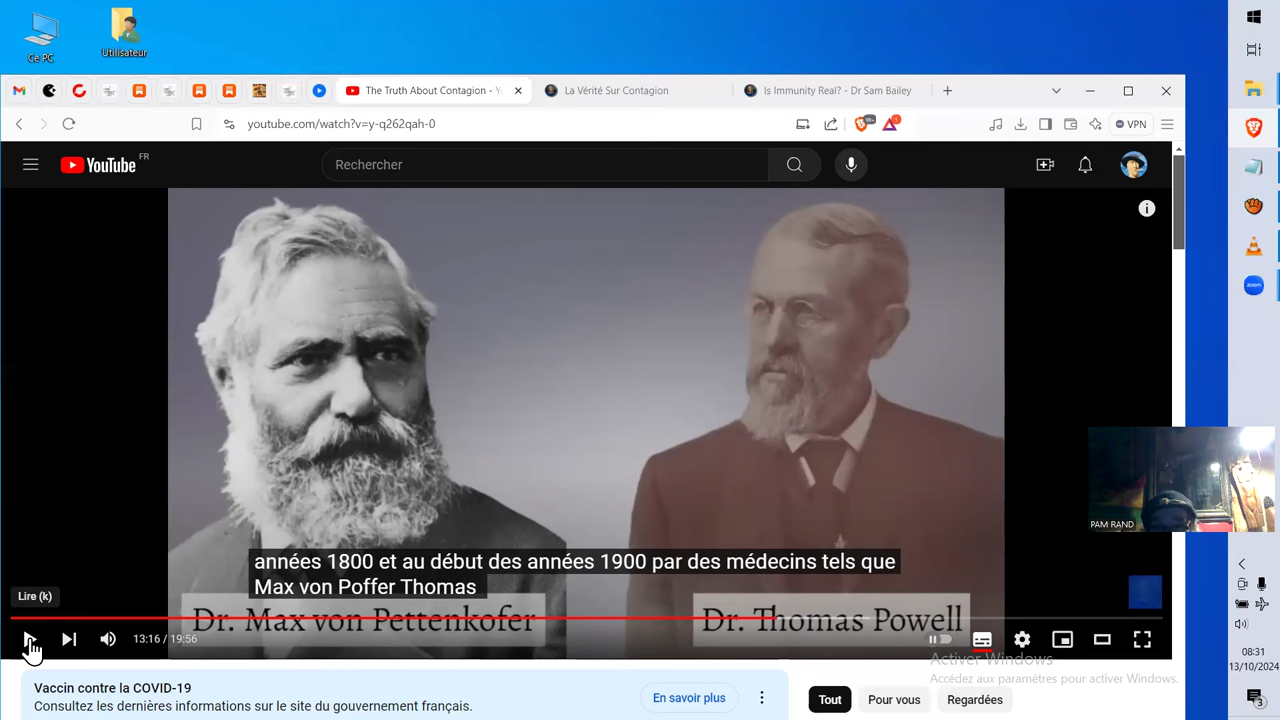 Ce PC
Utilisateur
The Truth About Contagion - Y
La Vérité Sur Contagion
Is Immunity Real? - Dr Sam Bailey
youtube.com/watch?v=y-q262qah-0
99+
1
VPN
YouTube
FR
Rechercher
années 1800 et au début des années 1900 par des médecins tels que
Max von Poffer Thomas
Dr. Max von Pettenkofer
Dr. Thomas Powell
PAM RAND
Lire (k)
13:16 / 19:56
Activer Windows
Accédez aux paramètres pour activer Windows.
Vaccin contre la COVID-19
Consultez les dernières informations sur le site du gouvernement français.
En savoir plus
Tout
Pour vous
Regardées
zoom
08:31
13/10/2024
3